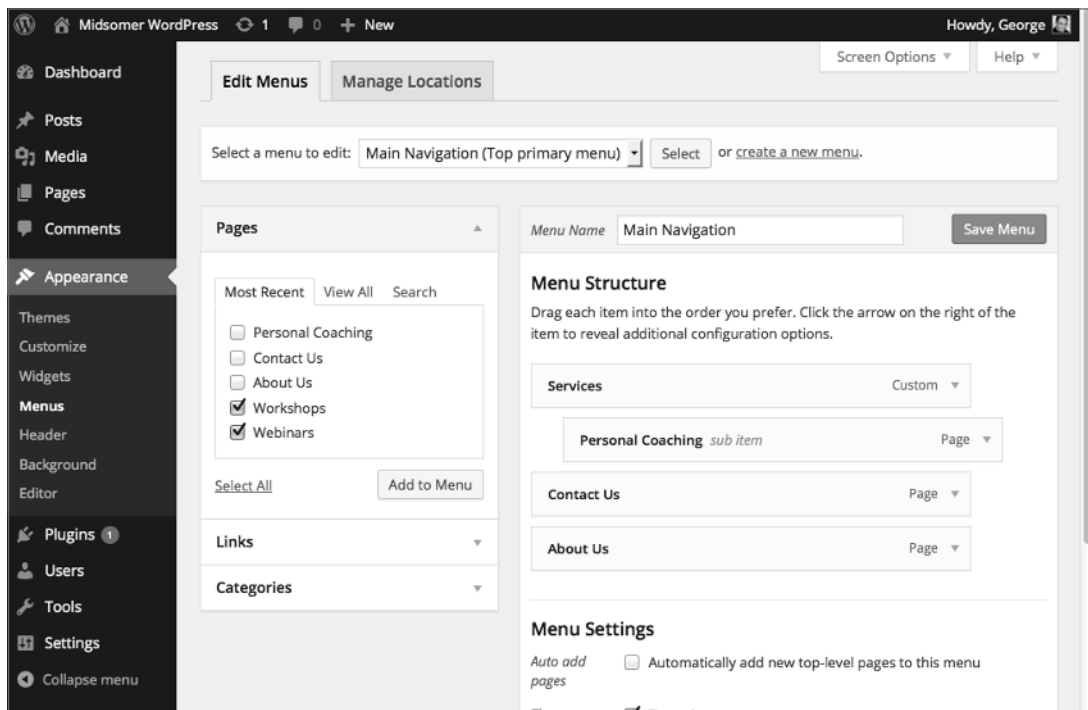 Midsomer WordPress 1 0 + New Howdy, George
Dashboard
Posts
Media
Pages
Comments
Appearance
Themes
Customize
Widgets
Menus
Header
Background
Editor
Plugins 1
Users
Tools
Settings
Collapse menu
Screen Options Help
Edit Menus Manage Locations
Select a menu to edit: Main Navigation (Top primary menu) Select or create a new menu.
Pages
Most Recent View All Search
Personal Coaching
Contact Us
About Us
Workshops
Webinars
Select All Add to Menu
Links
Categories
Menu Name Main Navigation Save Menu
Menu Structure
Drag each item into the order you prefer. Click the arrow on the right of the
item to reveal additional configuration options.
Services Custom
Personal Coaching sub item Page
Contact Us Page
About Us Page
Menu Settings
Auto add Automatically add new top-level pages to this menu
pages